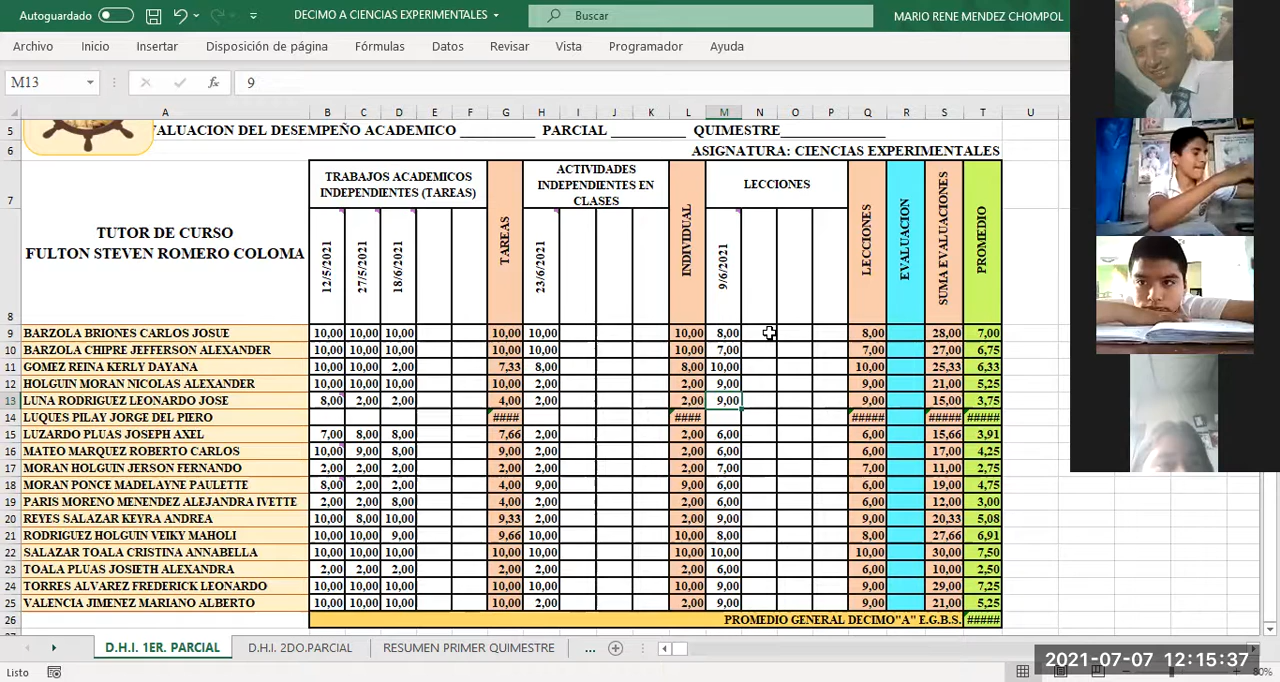 Autoguardado DECIMO A CIENCIAS EXPERIMENTALES Buscar MARIO RENE MENDEZ CHOMPOL
Archivo Inicio Insertar Disposición de página Fórmulas Datos Revisar Vista Programador Ayuda
M13 fx 9
A B C D E F G H I J K L M N O P Q R S T U
5 VALUACION DEL DESEMPEÑO ACADEMICO __________ PARCIAL __________ QUIMESTRE______________
6 ASIGNATURA: CIENCIAS EXPERIMENTALES
7 TRABAJOS ACADEMICOS INDEPENDIENTES (TAREAS) TAREAS ACTIVIDADES INDEPENDIENTES EN CLASES INDIVIDUAL LECCIONES LECCIONES EVALUACION SUMA EVALUACIONES PROMEDIO
TUTOR DE CURSO
FULTON STEVEN ROMERO COLOMA
8 12/5/2021 27/5/2021 18/6/2021 23/6/2021 9/6/2021
9 BARZOLA BRIONES CARLOS JOSUE 10,00 10,00 10,00 10,00 10,00 10,00 8,00 8,00 28,00 7,00
10 BARZOLA CHIPRE JEFFERSON ALEXANDER 10,00 10,00 10,00 10,00 10,00 10,00 7,00 7,00 27,00 6,75
11 GOMEZ REINA KERLY DAYANA 10,00 10,00 2,00 7,33 8,00 8,00 10,00 10,00 25,33 6,33
12 HOLGUIN MORAN NICOLAS ALEXANDER 10,00 10,00 10,00 10,00 2,00 2,00 9,00 9,00 21,00 5,25
13 LUNA RODRIGUEZ LEONARDO JOSE 8,00 2,00 2,00 4,00 2,00 2,00 9,00 9,00 15,00 3,75
14 LUQUES PILAY JORGE DEL PIERO #### #### ##### ##### #####
15 LUZARDO PLUAS JOSEPH AXEL 7,00 8,00 8,00 7,66 2,00 2,00 6,00 6,00 15,66 3,91
16 MATEO MARQUEZ ROBERTO CARLOS 10,00 9,00 8,00 9,00 2,00 2,00 6,00 6,00 17,00 4,25
17 MORAN HOLGUIN JERSON FERNANDO 2,00 2,00 2,00 2,00 2,00 2,00 7,00 7,00 11,00 2,75
18 MORAN PONCE MADELAYNE PAULETTE 8,00 2,00 2,00 4,00 9,00 9,00 6,00 6,00 19,00 4,75
19 PARIS MORENO MENENDEZ ALEJANDRA IVETTE 2,00 2,00 8,00 4,00 2,00 2,00 6,00 6,00 12,00 3,00
20 REYES SALAZAR KEYRA ANDREA 10,00 8,00 10,00 9,33 2,00 2,00 9,00 9,00 20,33 5,08
21 RODRIGUEZ HOLGUIN VEIKY MAHOLI 10,00 10,00 9,00 9,66 10,00 10,00 8,00 8,00 27,66 6,91
22 SALAZAR TOALA CRISTINA ANNABELLA 10,00 10,00 10,00 10,00 10,00 10,00 10,00 10,00 30,00 7,50
23 TOALA PLUAS JOSIETH ALEXANDRA 2,00 2,00 2,00 2,00 2,00 2,00 6,00 6,00 10,00 2,50
24 TORRES ALVAREZ FREDERICK LEONARDO 10,00 10,00 10,00 10,00 10,00 10,00 9,00 9,00 29,00 7,25
25 VALENCIA JIMENEZ MARIANO ALBERTO 10,00 10,00 10,00 10,00 2,00 2,00 9,00 9,00 21,00 5,25
26 PROMEDIO GENERAL DECIMO"A" E.G.B.S. #####
D.H.I. 1ER. PARCIAL D.H.I. 2DO.PARCIAL RESUMEN PRIMER QUIMESTRE ...
Listo 80%
2021-07-07 12:15:37